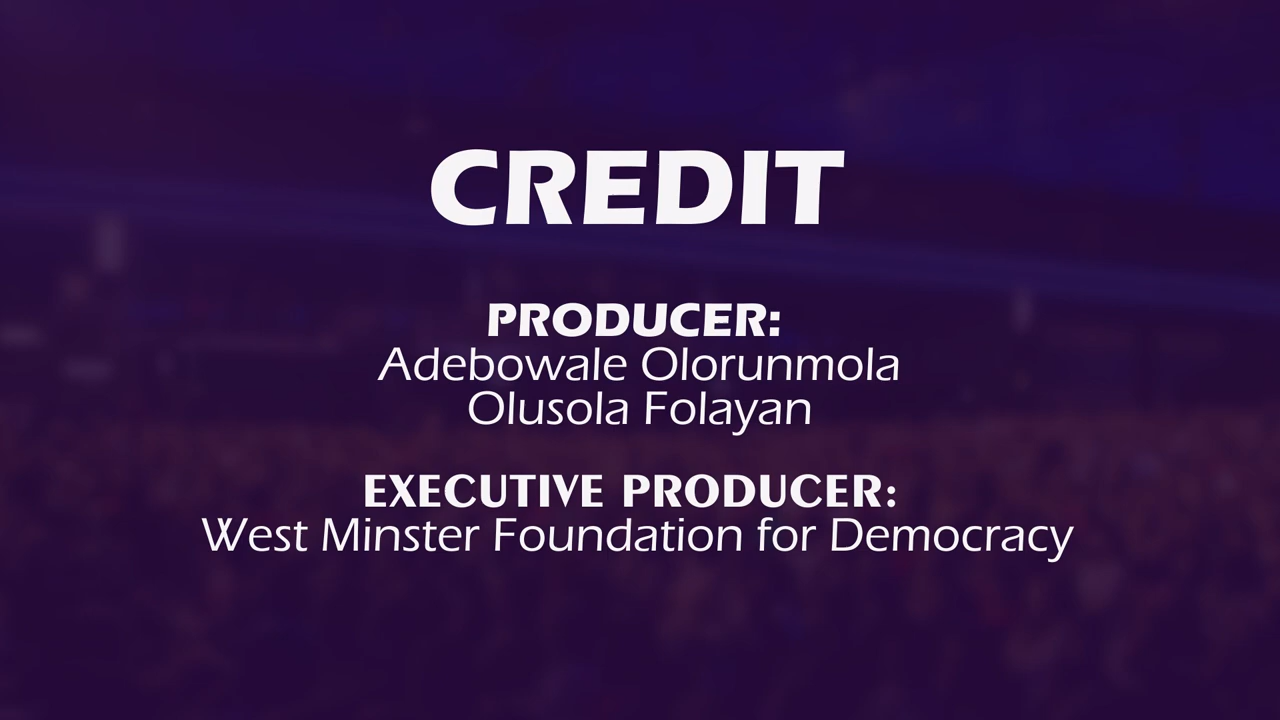 CREDIT
PRODUCER:
Adebowale Olorunmola
Olusola Folayan
EXECUTIVE PRODUCER:
West Minster Foundation for Democracy